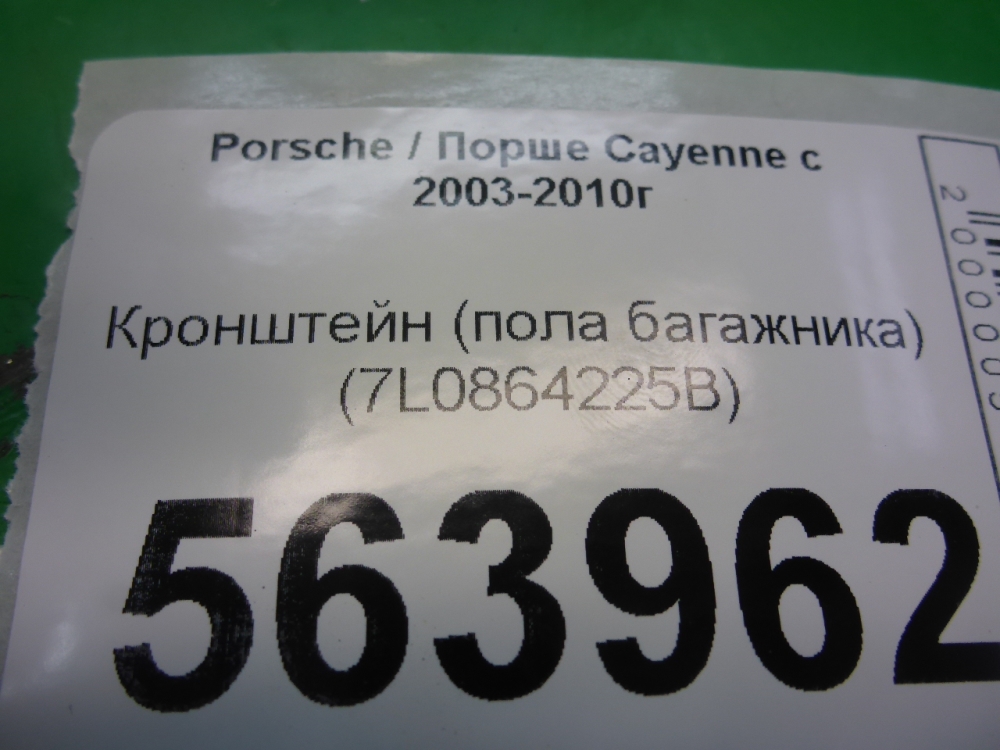 Porsche / Порше Cayenne с
2003-2010г
Кронштейн (пола багажника)
(7L0864225B)
563962